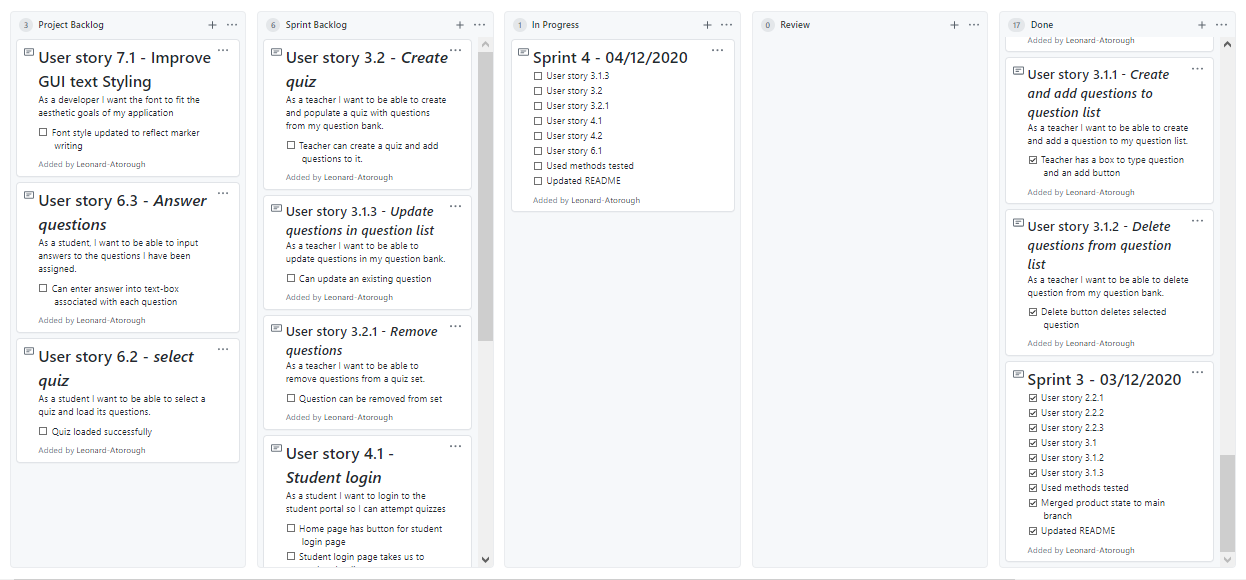 3 Project Backlog
User story 7.1 - Improve
GUI text Styling
As a developer I want the font to fit the
aesthetic goals of my application
Font style updated to reflect marker
writing
Added by Leonard-Atorough
User story 6.3 - Answer
questions
As a student, I want to be able to input
answers to the questions I have been
assigned.
Can enter answer into text-box
associated with each question
Added by Leonard-Atorough
User story 6.2 - select
quiz
As a student I want to be able to select a
quiz and load its questions.
Quiz loaded successfully
Added by Leonard-Atorough
6 Sprint Backlog
User story 3.2 - Create
quiz
As a teacher I want to be able to create
and populate a quiz with questions
from my question bank.
Teacher can create a quiz and add
questions to it.
Added by Leonard-Atorough
User story 3.1.3 - Update
questions in question list
As a teacher I want to be able to
update questions in my question bank.
Can update an existing question
Added by Leonard-Atorough
User story 3.2.1 - Remove
questions
As a teacher I want to be able to
remove questions from a quiz set.
Question can be removed from set
Added by Leonard-Atorough
User story 4.1 -
Student login
As a student I want to login to the
student portal so I can attempt quizzes
Home page has button for student
login page
Student login page takes us to
1 In Progress
Sprint 4 - 04/12/2020
User story 3.1.3
User story 3.2
User story 3.2.1
User story 4.1
User story 4.2
User story 6.1
Used methods tested
Updated README
Added by Leonard-Atorough
0 Review
17 Done
Added by Leonard-Atorough
User story 3.1.1 - Create
and add questions to
question list
As a teacher I want to be able to create
and add a question to my question list.
Teacher has a box to type question
and an add button
Added by Leonard-Atorough
User story 3.1.2 - Delete
questions from question
list
As a teacher I want to be able to delete
question from my question bank.
Delete button deletes selected
question
Added by Leonard-Atorough
Sprint 3 - 03/12/2020
User story 2.2.1
User story 2.2.2
User story 2.2.3
User story 3.1
User story 3.1.2
User story 3.1.3
Used methods tested
Merged product state to main
branch
Updated README
Added by Leonard-Atorough